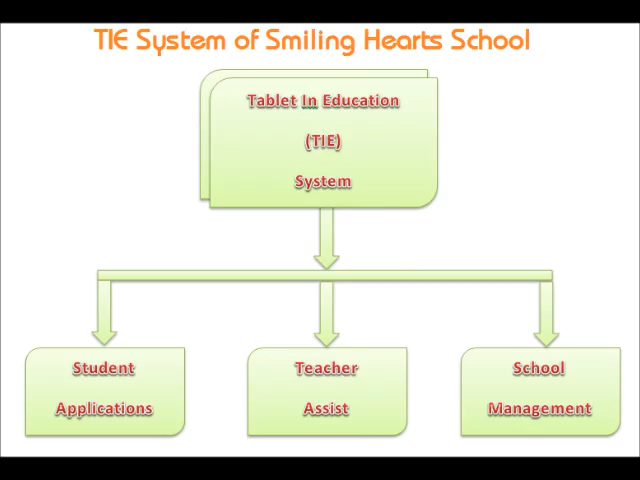 TIE System of Smiling Hearts School
Tablet In Education
(TIE)
System
Student
Applications
Teacher
Assist
School
Management